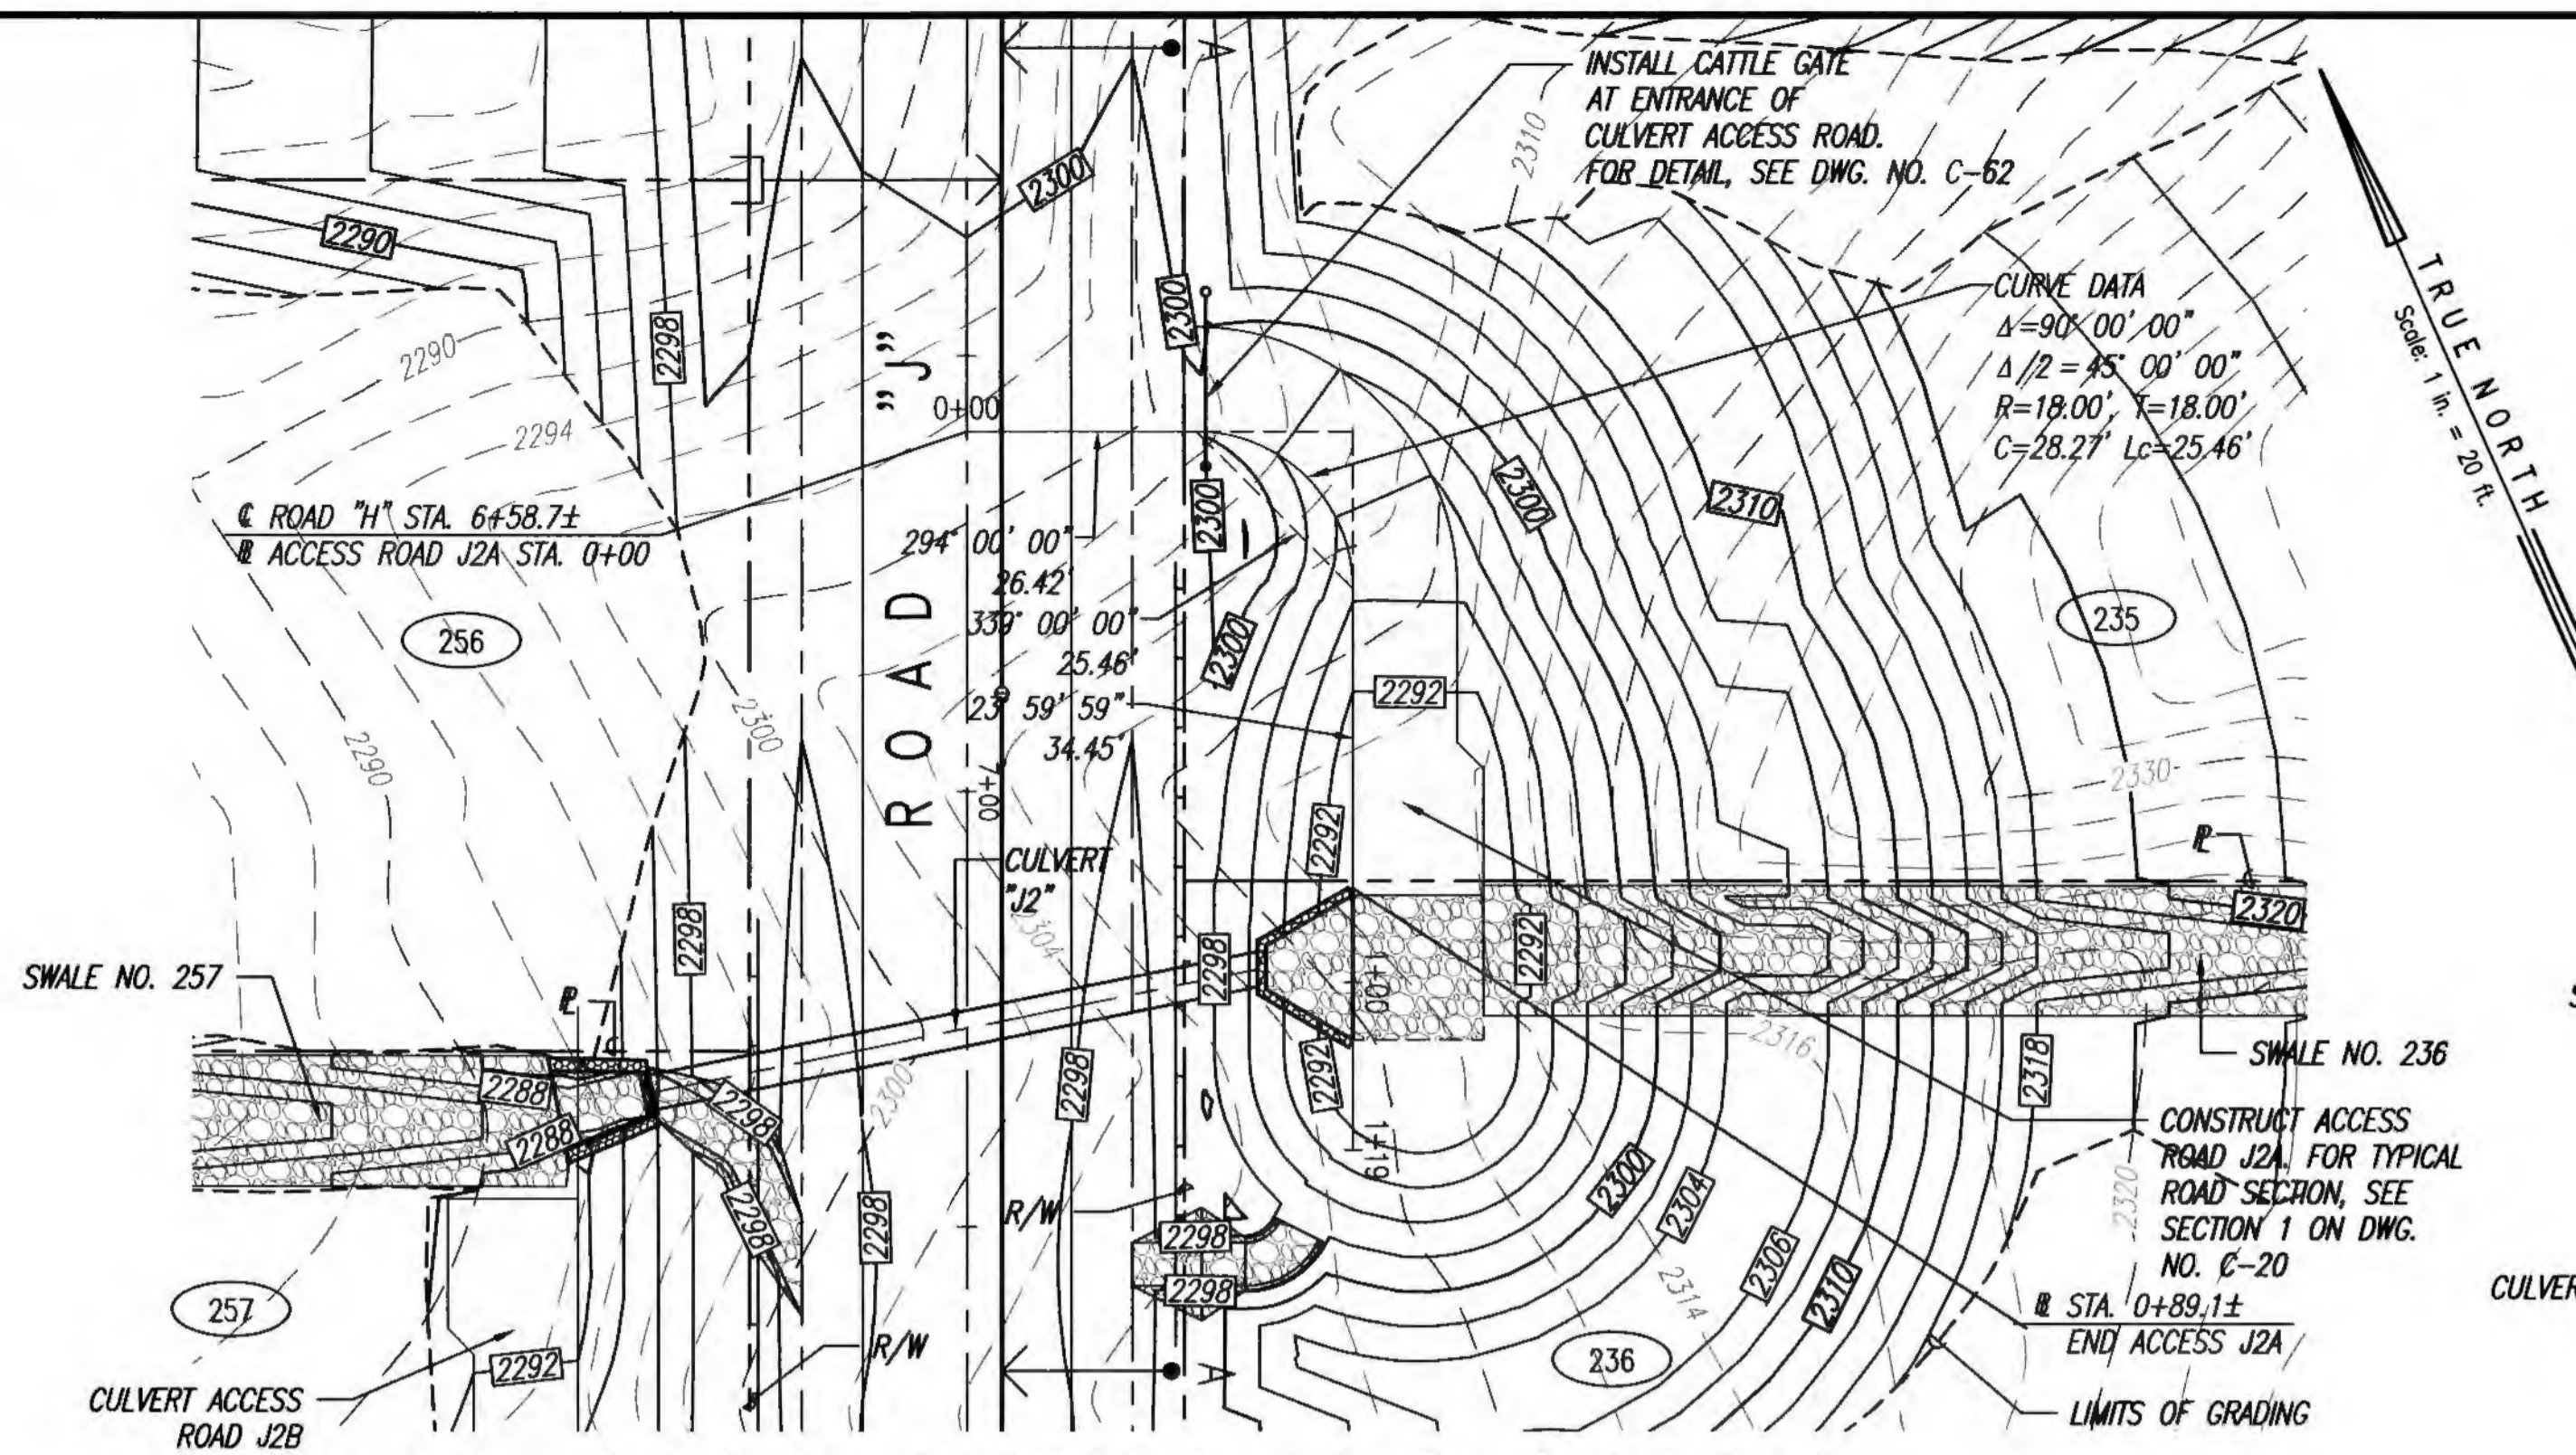 INSTALL CATTLE GATE
AT ENTRANCE OF
CULVERT ACCESS ROAD.
FOR DETAIL, SEE DWG. NO. C-62
A
2310
2300
2290
2298
2300
CURVE DATA
Δ=90° 00' 00"
Δ/2 = 45° 00' 00"
R=18.00', T=18.00'
C=28.27' Lc=25.46'
TRUE NORTH
Scale: 1 in. = 20 ft.
2290
2294
ROAD "J"
0+00
2300
2300
2310
℄ ROAD "H" STA. 6+58.7±
ACCESS ROAD J2A STA. 0+00
294° 00' 00"
26.42'
339° 00' 00"
25.46'
23° 59' 59"
34.45'
256
235
2300
2300
2290
2292
7+00
2292
2330
CULVERT
"J2"
2304
2298
2298
2292
2320
SWALE NO. 257
1+00
2316
SWALE NO. 236
2288
2288
2298
2298
2300
2298
2298
2292
1+19
2318
CONSTRUCT ACCESS
ROAD J2A. FOR TYPICAL
ROAD SECTION, SEE
SECTION 1 ON DWG.
NO. C-20
R/W
2298
2298
2300
2304
2306
2310
2314
2320
STA. 0+89.1±
END ACCESS J2A
257
236
R/W
2292
A
CULVERT ACCESS
ROAD J2B
LIMITS OF GRADING